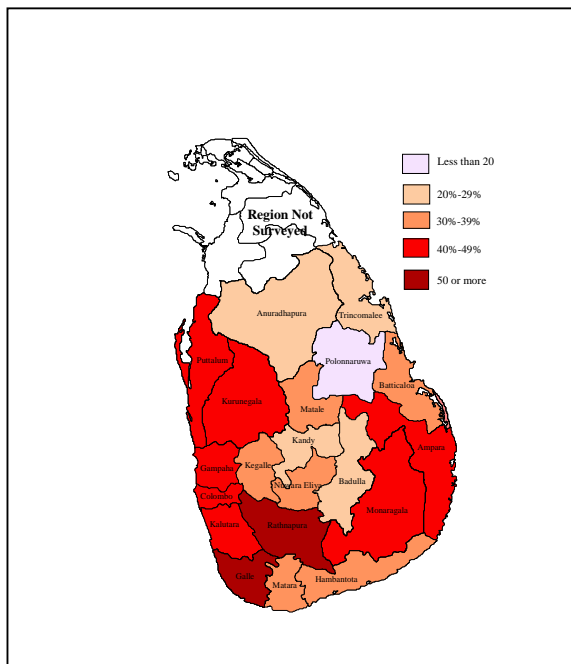 Less than 20
20%-29%
30%-39%
40%-49%
50 or more
Region Not
Surveyed
Anuradhapura
Trincomalee
Puttalam
Polonnaruwa
Batticaloa
Kurunegala
Matale
Kandy
Ampara
Gampaha
Kegalle
Nuwara Eliya
Badulla
Colombo
Monaragala
Kalutara
Rathnapura
Galle
Matara
Hambantota